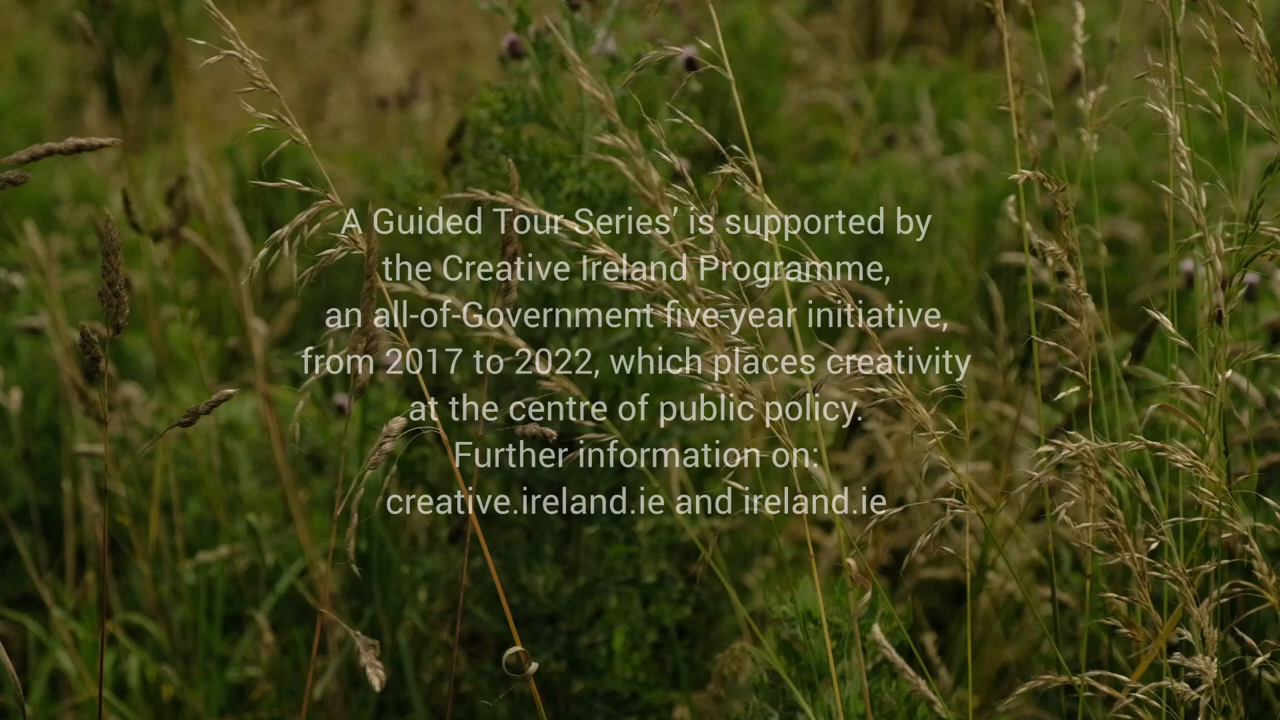 A Guided Tour Series’ is supported by
the Creative Ireland Programme,
an all-of-Government five-year initiative,
from 2017 to 2022, which places creativity
at the centre of public policy.
Further information on:
creative.ireland.ie and ireland.ie